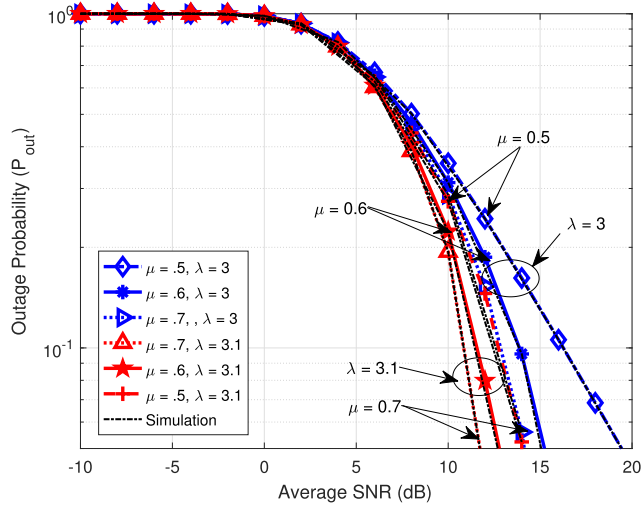 10^0
μ = 0.5
μ = 0.6
λ = 3
Outage Probability (P_out)
μ = .5, λ = 3
μ = .6, λ = 3
μ = .7, , λ = 3
μ = .7, λ = 3.1
μ = .6, λ = 3.1
μ = .5, λ = 3.1
Simulation
10^-1
λ = 3.1
μ = 0.7
-10 -5 0 5 10 15 20
Average SNR (dB)